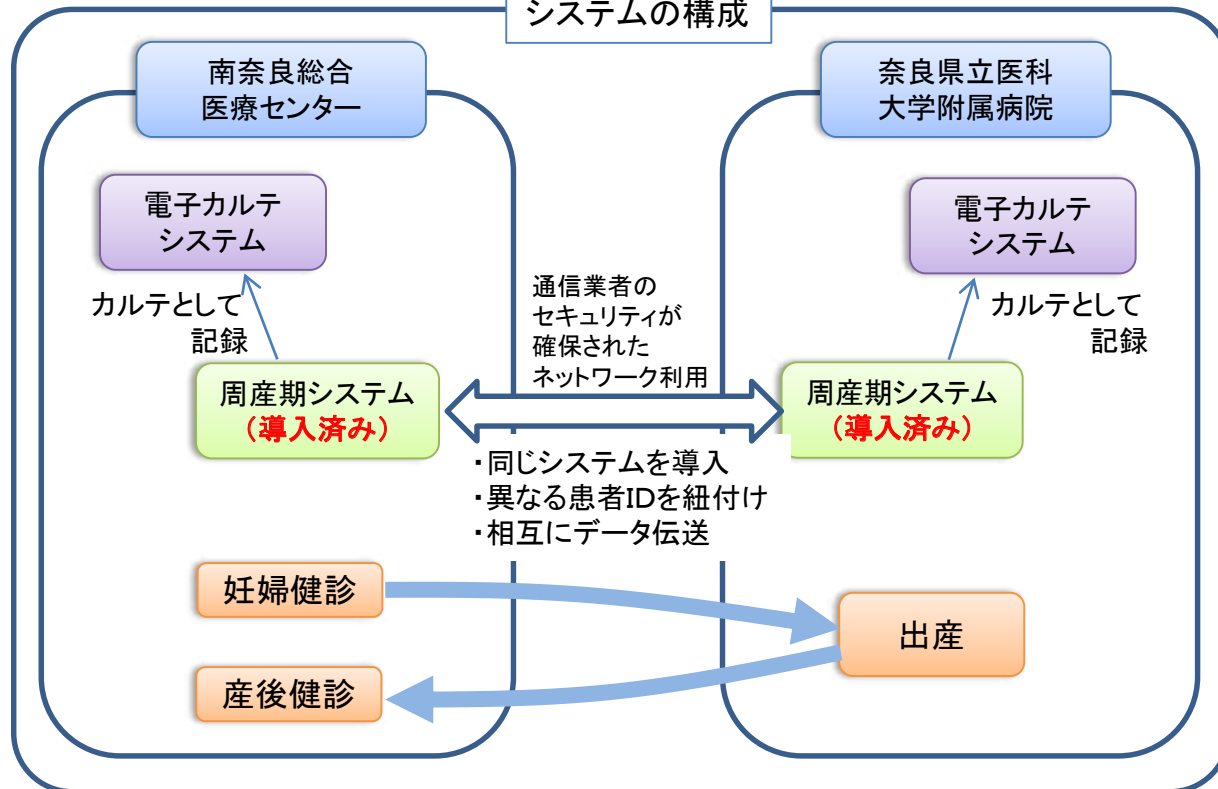 システムの構成
南奈良総合
医療センター
奈良県立医科
大学附属病院
電子カルテ
システム
電子カルテ
システム
カルテとして
記録
通信業者の
セキュリティが
確保された
ネットワーク利用
カルテとして
記録
周産期システム
(導入済み)
周産期システム
(導入済み)
・同じシステムを導入
・異なる患者IDを紐付け
・相互にデータ伝送
妊婦健診
出産
産後健診